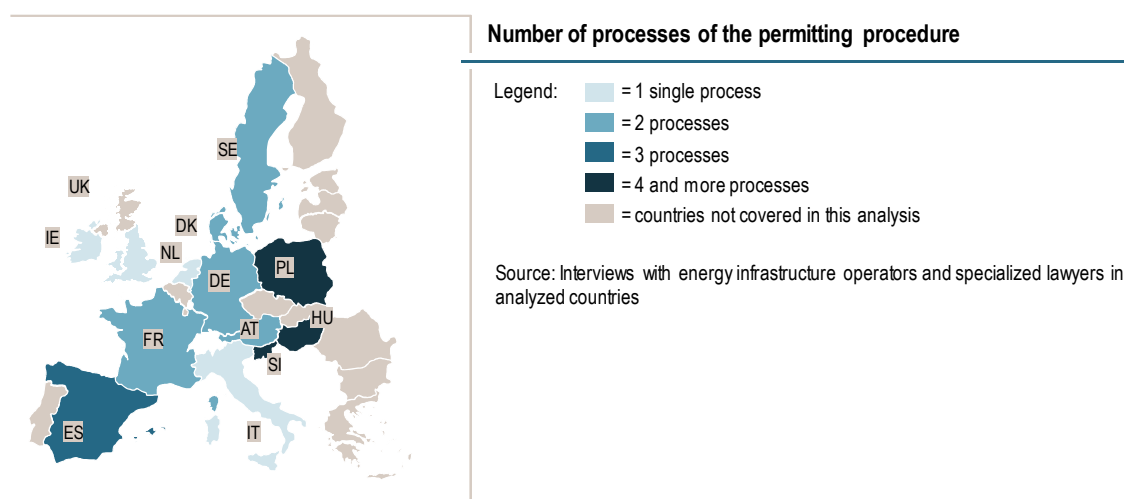 Number of processes of the permitting procedure
Legend:
= 1 single process
= 2 processes
= 3 processes
= 4 and more processes
= countries not covered in this analysis
Source: Interviews with energy infrastructure operators and specialized lawyers in
analyzed countries
SE
UK
DK
IE
NL
PL
DE
HU
AT
FR
SI
ES
IT